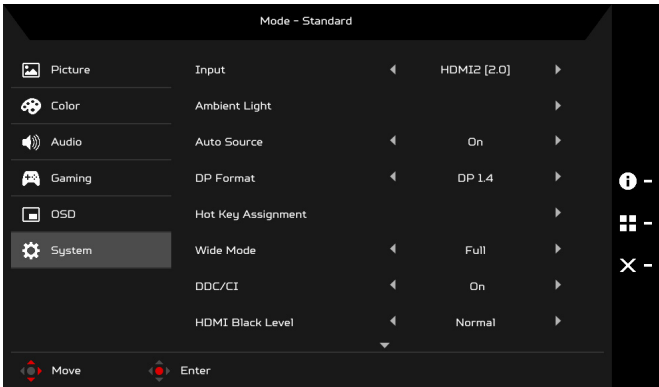 Mode - Standard
Picture
Color
Audio
Gaming
OSD
System
Input HDMI2 [2.0]
Ambient Light
Auto Source On
DP Format DP 1.4
Hot Key Assignment
Wide Mode Full
DDC/CI On
HDMI Black Level Normal
Move Enter